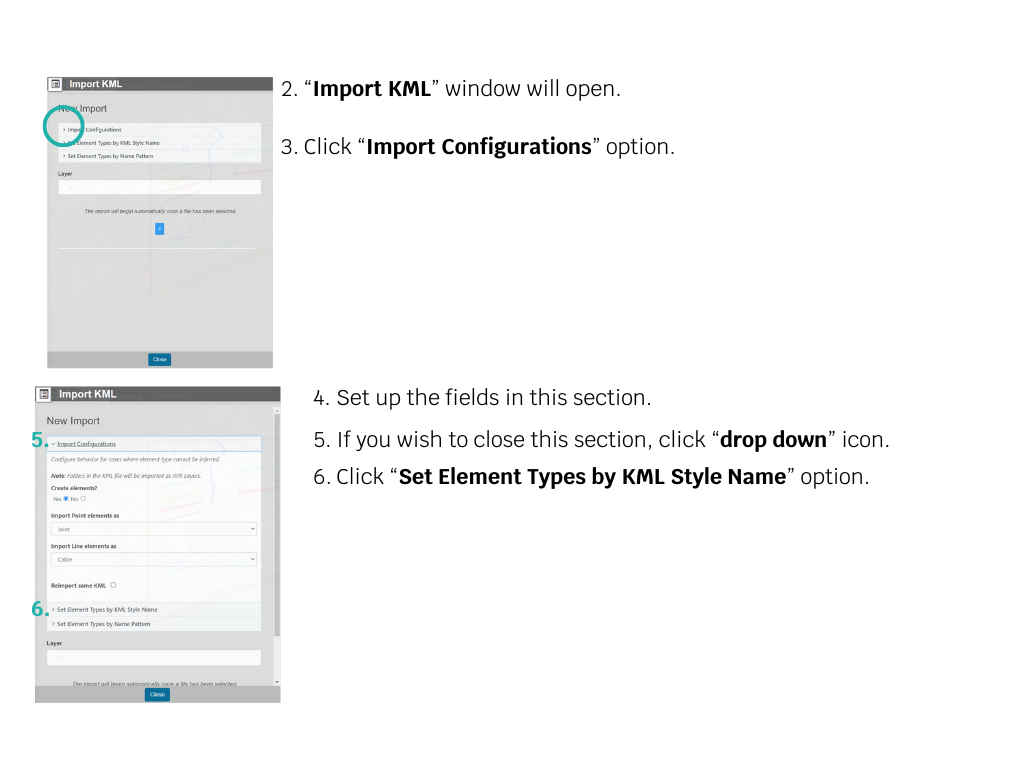 Import KML
2. “Import KML” window will open.
New Import
> Import Configurations
3. Click “Import Configurations” option.
> Set Element Types by KML Style Name
> Set Element Types by Name Pattern
Layer
The import will begin automatically once a file has been selected
+
Close
Import KML
4. Set up the fields in this section.
New Import
5. Import Configurations
5. If you wish to close this section, click “drop down” icon.
Configure behavior for cases where element type cannot be inferred.
6. Click “Set Element Types by KML Style Name” option.
Note: Folders in the KML file will be imported as APX Layers.
Create elements?
Yes No
Import Point elements as
Joint
Import Line elements as
Cable
Reimport same KML
6. > Set Element Types by KML Style Name
> Set Element Types by Name Pattern
Layer
The import will begin automatically once a file has been selected
Close